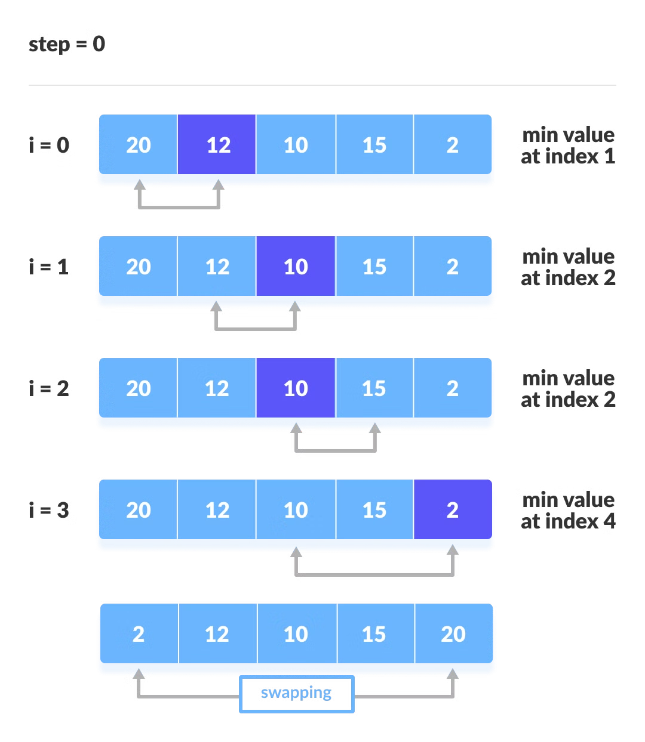 step = 0
i = 0 20 12 10 15 2 min value
at index 1
i = 1 20 12 10 15 2 min value
at index 2
i = 2 20 12 10 15 2 min value
at index 2
i = 3 20 12 10 15 2 min value
at index 4
2 12 10 15 20
swapping